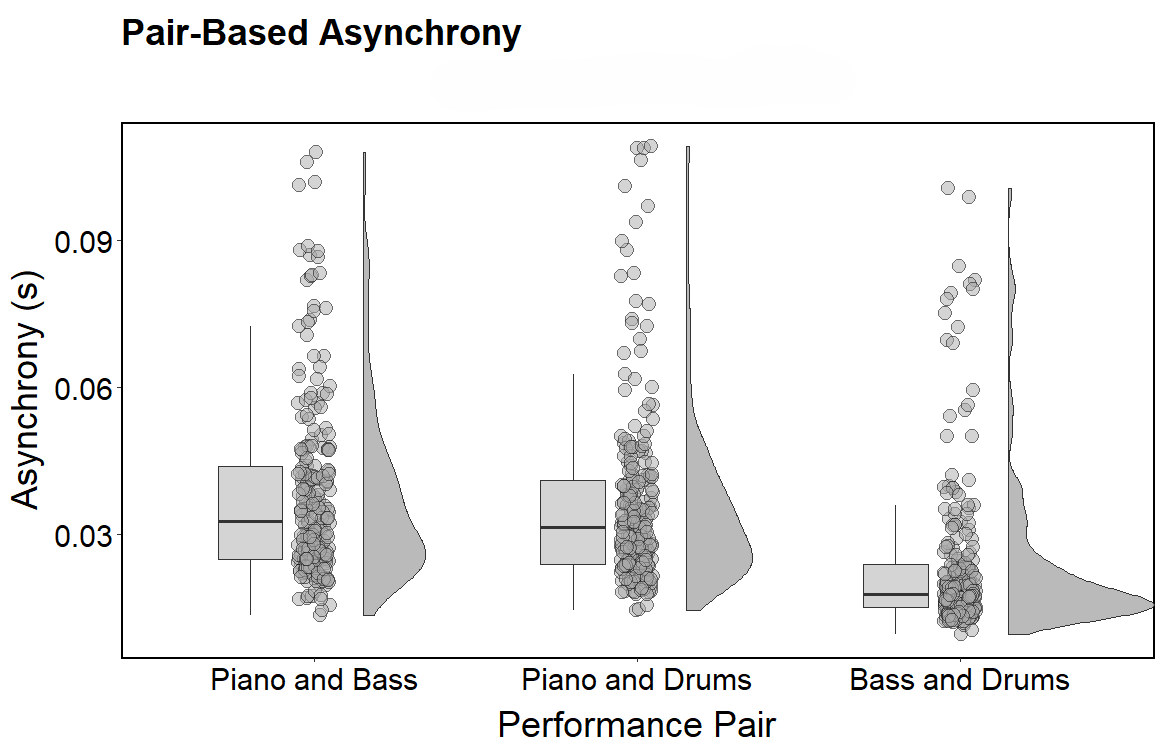 Pair-Based Asynchrony
Asynchrony (s)
0.09
0.06
0.03
Piano and Bass
Piano and Drums
Bass and Drums
Performance Pair